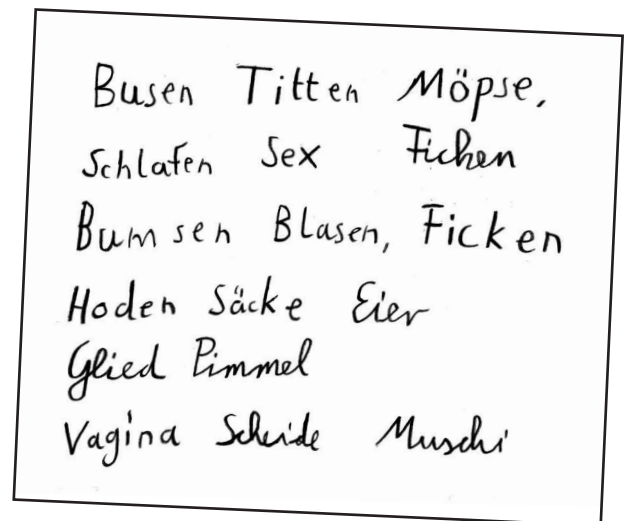 Busen Titten Möpse,
Schlafen Sex Ficken
Bumsen Blasen, Ficken
Hoden Säcke Eier
Glied Pimmel
Vagina Scheide Muschi